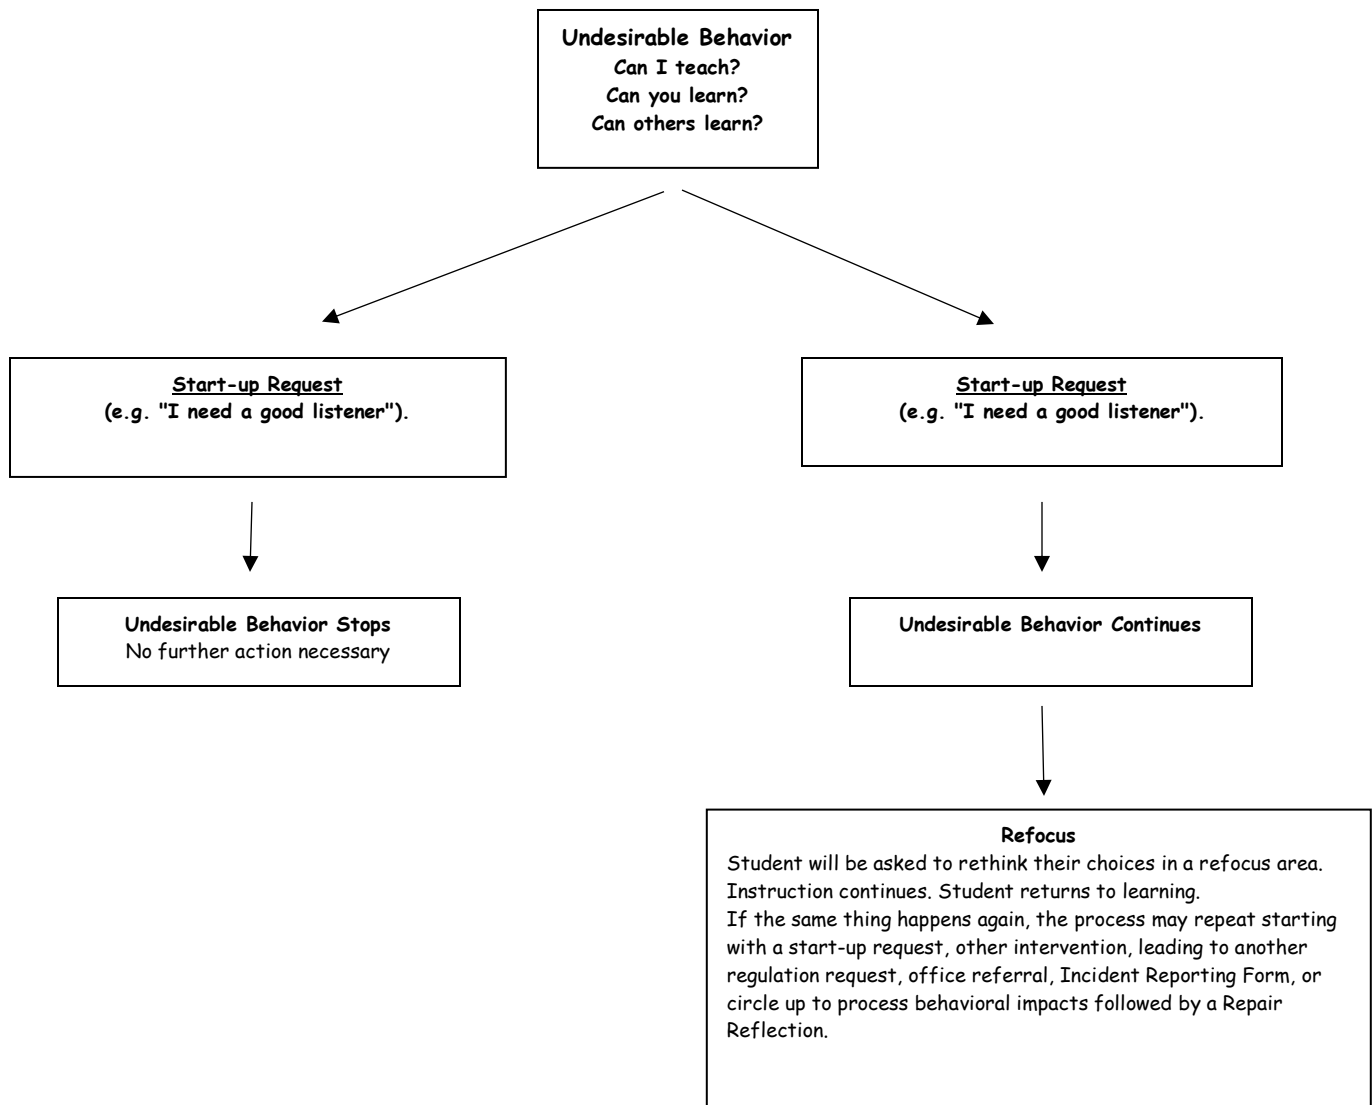 Undesirable Behavior
Can I teach?
Can you learn?
Can others learn?
Start-up Request
(e.g. "I need a good listener").
Start-up Request
(e.g. "I need a good listener").
Undesirable Behavior Stops
No further action necessary
Undesirable Behavior Continues
Refocus
Student will be asked to rethink their choices in a refocus area.
Instruction continues. Student returns to learning.
If the same thing happens again, the process may repeat starting
with a start-up request, other intervention, leading to another
regulation request, office referral, Incident Reporting Form, or
circle up to process behavioral impacts followed by a Repair
Reflection.